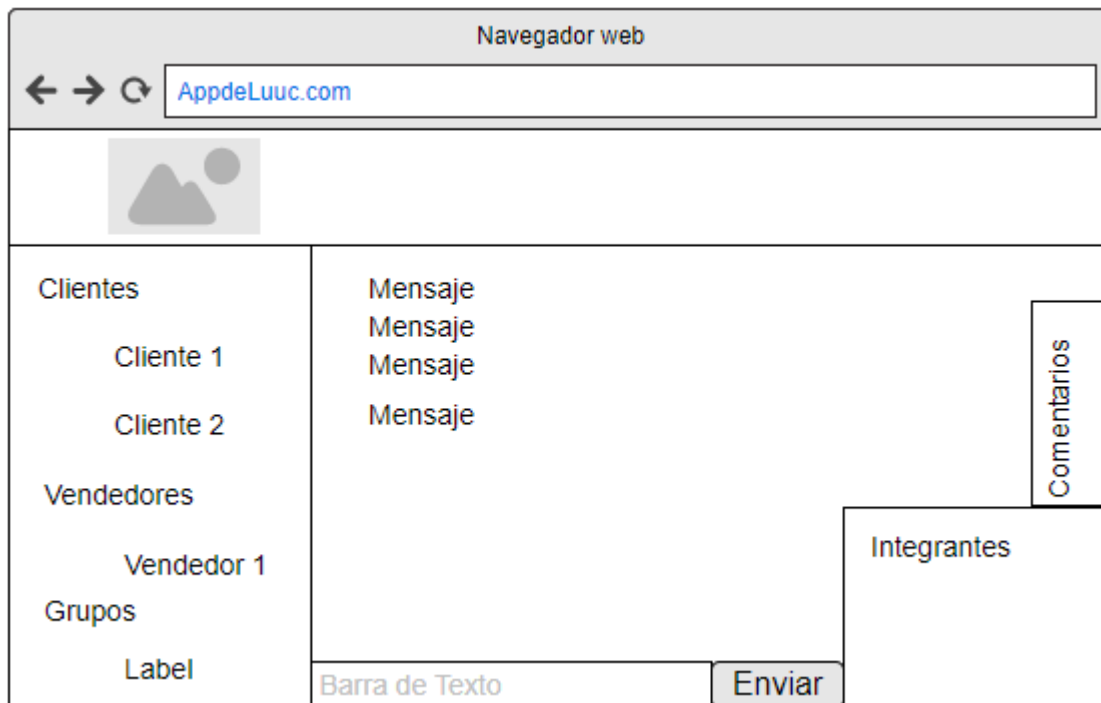 Navegador web
AppdeLuuc.com
Clientes
Cliente 1
Cliente 2
Vendedores
Vendedor 1
Grupos
Label
Mensaje
Mensaje
Mensaje
Mensaje
Barra de Texto
Enviar
Comentarios
Integrantes